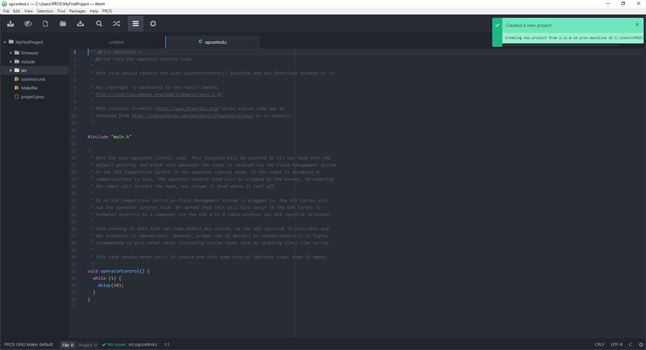 opcontrol.c — C:\Users\PROS\MyFirstProject — Atom
File Edit View Selection Find Packages Help PROS
Created a new project
Creating new project from 2.11.0 on pros-mainline at C:\Users\PROS\
MyFirstProject
firmware
include
src
common.mk
Makefile
project.pros
untitled
opcontrol.c
1 /** @file opcontrol.c
* @brief File for operator control code
*
* This file should contain the user operatorControl() function and any functions related to it.
*
* Any copyright is dedicated to the Public Domain.
* http://creativecommons.org/publicdomain/zero/1.0/
*
* PROS contains FreeRTOS (http://www.freertos.org) whose source code may be
* obtained from http://sourceforge.net/projects/freertos/files/ or on request.
*/
#include "main.h"
/*
* Runs the user operator control code. This function will be started in its own task with the
* default priority and stack size whenever the robot is enabled via the Field Management System
* or the VEX Competition Switch in the operator control mode. If the robot is disabled or
* communications is lost, the operator control task will be stopped by the kernel. Re-enabling
* the robot will restart the task, not resume it from where it left off.
*
* If no VEX Competition Switch or Field Management system is plugged in, the VEX Cortex will
* run the operator control task. Be warned that this will also occur if the VEX Cortex is
* tethered directly to a computer via the USB A to A cable without any VEX Joystick attached.
*
* Code running in this task can take almost any action, as the VEX Joystick is available and
* the scheduler is operational. However, proper use of delay() or taskDelayUntil() is highly
* recommended to give other tasks (including system tasks such as updating LCDs) time to run.
*
* This task should never exit; it should end with some kind of infinite loop, even if empty.
*/
void operatorControl() {
while (1) {
delay(20);
}
}
PROS GNU Make: default File 0 Project 0 No Issues src\opcontrol.c 1:1 CRLF UTF-8 C